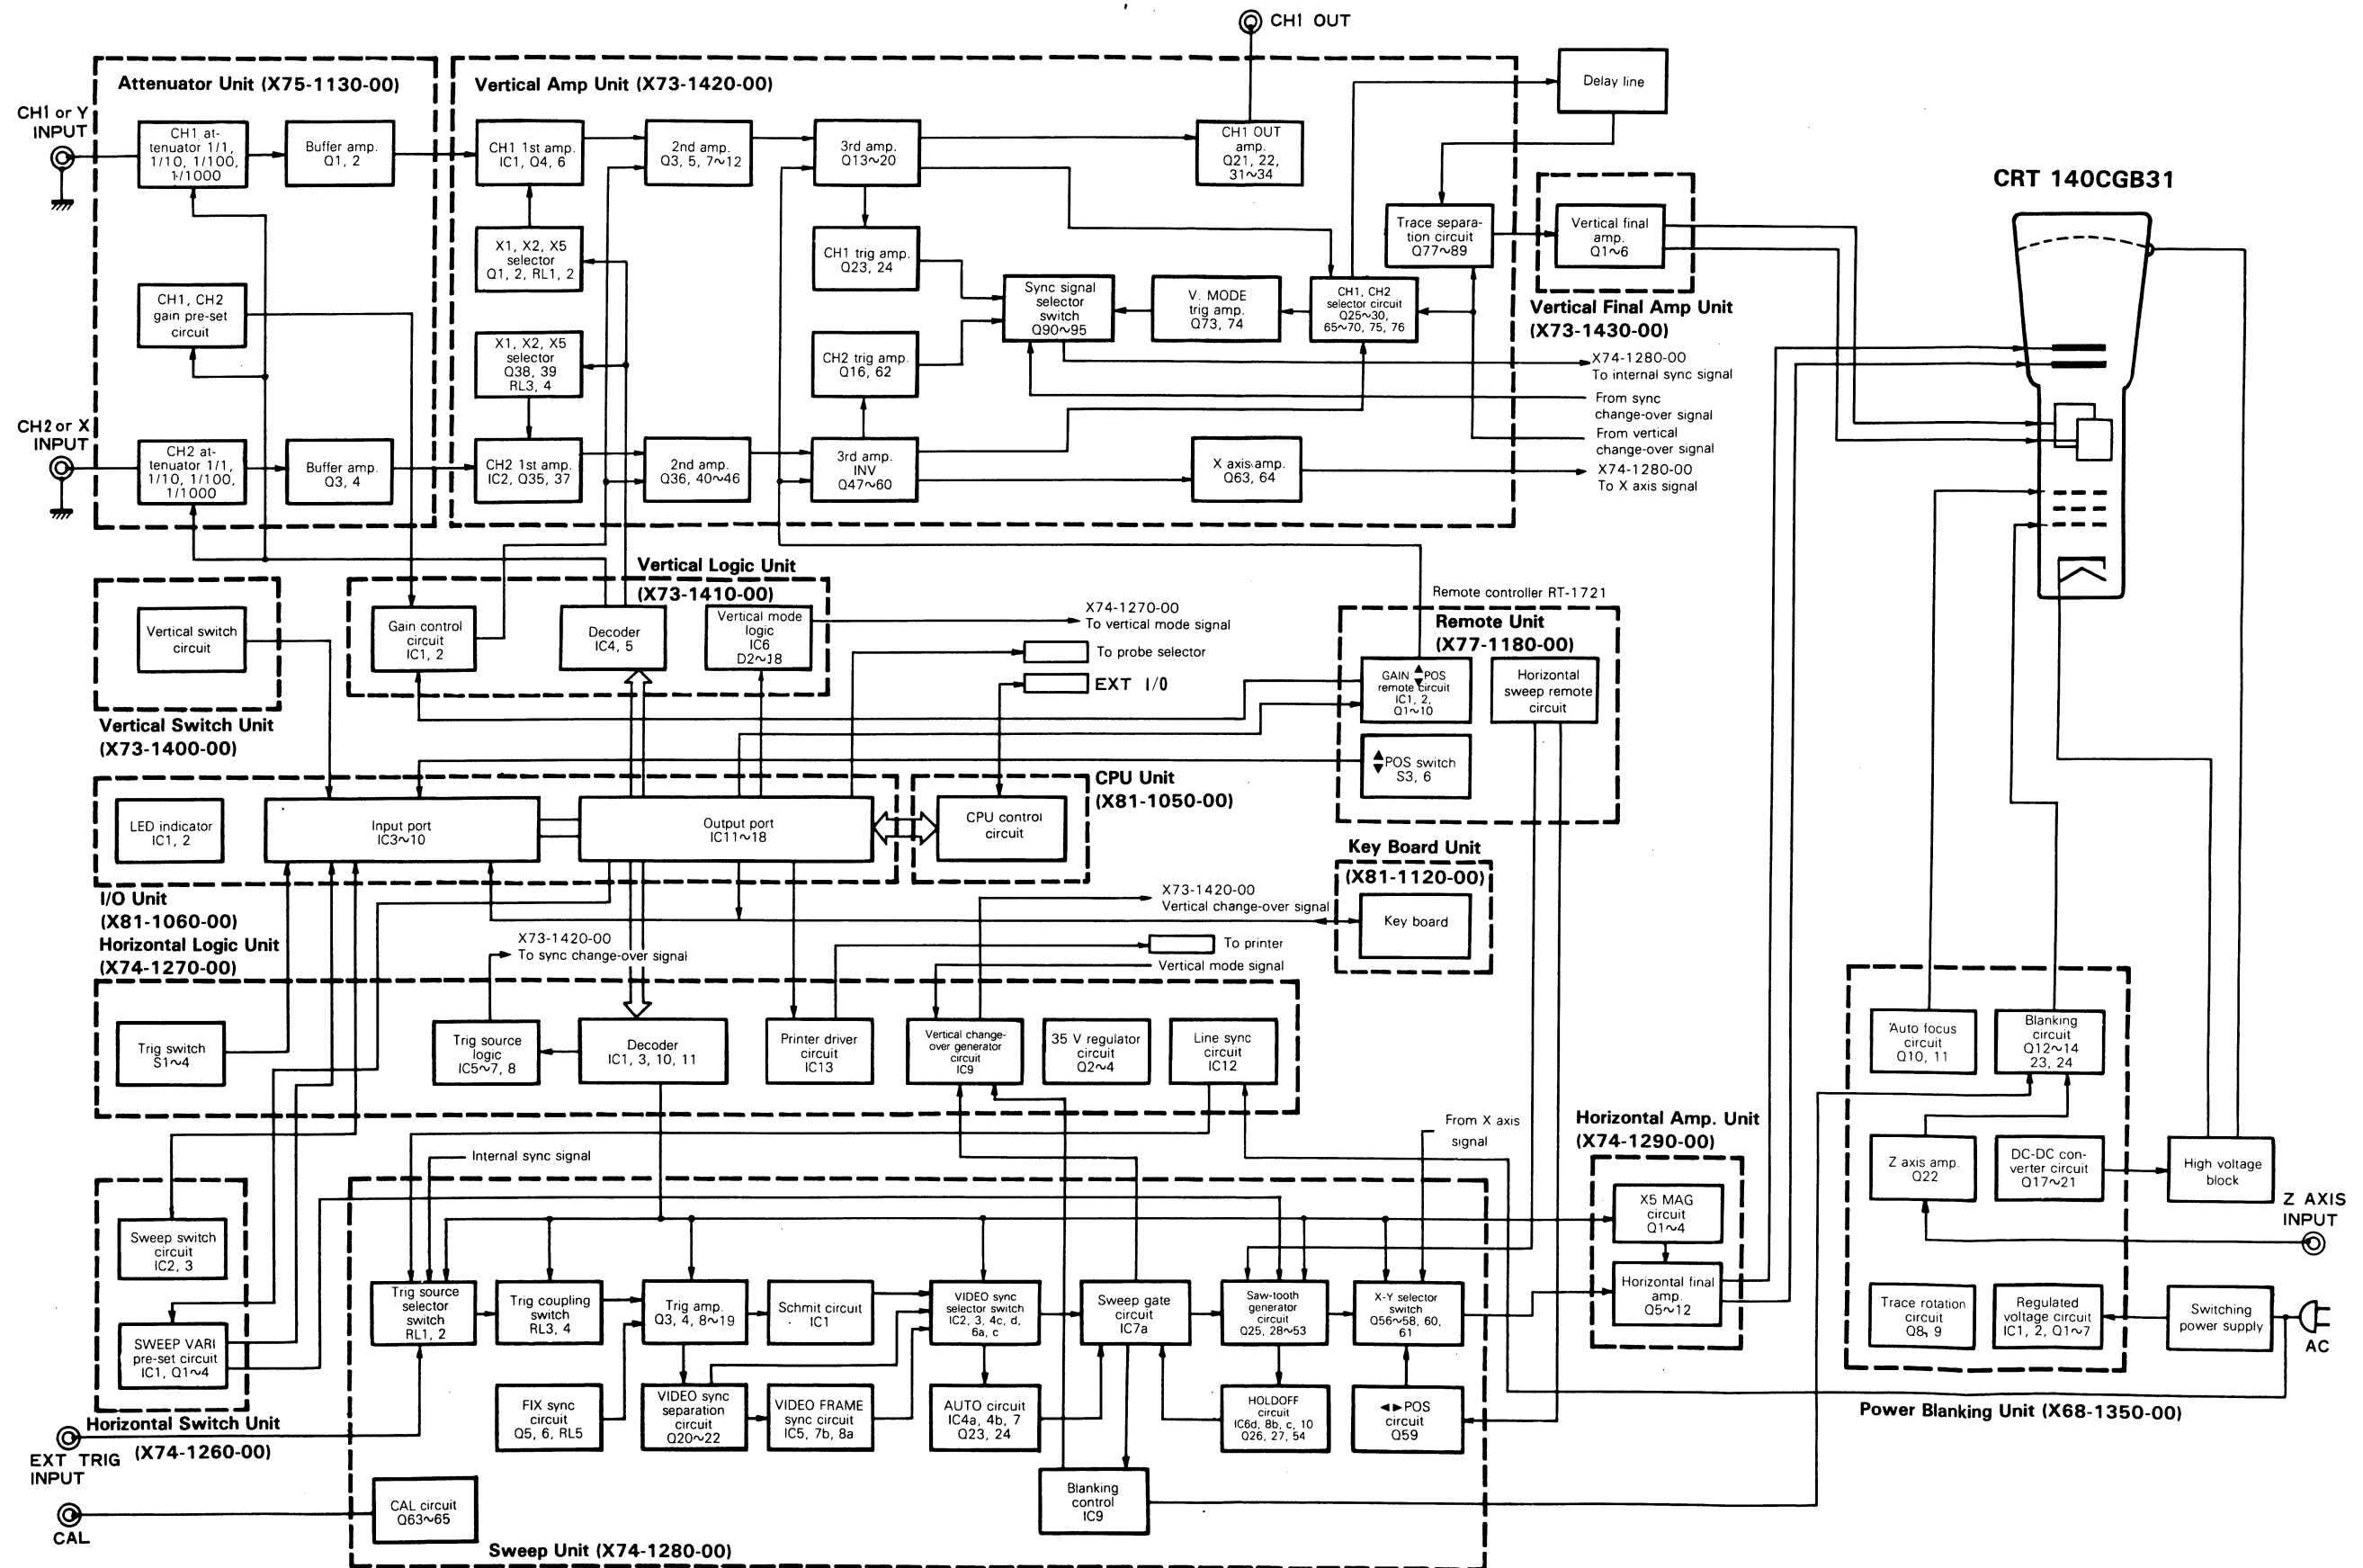 CH1 OUT
Attenuator Unit (X75-1130-00)
Vertical Amp Unit (X73-1420-00)
Delay line
CH1 or Y
INPUT
CH1 at-
tenuator 1/1,
1/10, 1/100,
1/1000
Buffer amp.
Q1, 2
CH1 1st amp.
IC1, Q4, 6
2nd amp.
Q3, 5, 7~12
3rd amp.
Q13~20
CH1 OUT
amp.
Q21, 22,
31~34
CRT 140CGB31
X1, X2, X5
selector
Q1, 2, RL1, 2
CH1 trig amp.
Q23, 24
Trace separa-
tion circuit
Q77~89
Vertical final
amp.
Q1~6
Vertical Final Amp Unit
(X73-1430-00)
CH1, CH2
gain pre-set
circuit
Sync signal
selector
switch
Q90~95
V. MODE
trig amp.
Q73, 74
CH1, CH2
selector circuit
Q25~30,
65~70, 75, 76
X1, X2, X5
selector
Q38, 39
RL3, 4
CH2 trig amp.
Q16, 62
X74-1280-00
To internal sync signal
From sync
change-over signal
From vertical
change-over signal
X74-1280-00
To X axis signal
CH2 or X
INPUT
CH2 at-
tenuator 1/1,
1/10, 1/100,
1/1000
Buffer amp.
Q3, 4
CH2 1st amp.
IC2, Q35, 37
2nd amp.
Q36, 40~46
3rd amp.
INV
Q47~60
X axis amp.
Q63, 64
Vertical Logic Unit
(X73-1410-00)
Vertical switch
circuit
Gain control
circuit
IC1, 2
Decoder
IC4, 5
Vertical mode
logic
IC6
D2~18
X74-1270-00
To vertical mode signal
To probe selector
EXT I/0
Remote controller RT-1721
Remote Unit
(X77-1180-00)
GAIN ▲▼POS
remote circuit
IC1, 2,
Q1~10
Horizontal
sweep remote
circuit
▲▼POS switch
S3, 6
Vertical Switch Unit
(X73-1400-00)
CPU Unit
(X81-1050-00)
LED indicator
IC1, 2
Input port
IC3~10
Output port
IC11~18
CPU control
circuit
Key Board Unit
(X81-1120-00)
Key board
I/O Unit
(X81-1060-00)
Horizontal Logic Unit
(X74-1270-00)
X73-1420-00
Vertical change-over signal
X73-1420-00
To sync change-over signal
To printer
Vertical mode signal
Trig switch
S1~4
Trig source
logic
IC5~7, 8
Decoder
IC1, 3, 10, 11
Printer driver
circuit
IC13
Vertical change-
over generator
circuit
IC9
35 V regulator
circuit
Q2~4
Line sync
circuit
IC12
Auto focus
circuit
Q10, 11
Blanking
circuit
Q12~14
23, 24
From X axis
signal
Horizontal Amp. Unit
(X74-1290-00)
Internal sync signal
Z axis amp.
Q22
DC-DC con-
verter circuit
Q17~21
High voltage
block
Z AXIS
INPUT
X5 MAG
circuit
Q1~4
Sweep switch
circuit
IC2, 3
SWEEP VARI
pre-set circuit
IC1, Q1~4
Trig source
selector
switch
RL1, 2
Trig coupling
switch
RL3, 4
Trig amp.
Q3, 4, 8~19
Schmit circuit
IC1
VIDEO sync
selector switch
IC2, 3, 4c, d,
6a, c
Sweep gate
circuit
IC7a
Saw-tooth
generator
circuit
Q25, 28~53
X-Y selector
switch
Q56~58, 60,
61
Horizontal final
amp.
Q5~12
Trace rotation
circuit
Q8, 9
Regulated
voltage circuit
IC1, 2, Q1~7
Switching
power supply
AC
Horizontal Switch Unit
(X74-1260-00)
FIX sync
circuit
Q5, 6, RL5
VIDEO sync
separation
circuit
Q20~22
VIDEO FRAME
sync circuit
IC5, 7b, 8a
AUTO circuit
IC4a, 4b, 7
Q23, 24
HOLDOFF
circuit
IC6d, 8b, c, 10
Q26, 27, 54
◀▶POS
circuit
Q59
Power Blanking Unit (X68-1350-00)
EXT TRIG
INPUT
CAL
CAL circuit
Q63~65
Blanking
control
IC9
Sweep Unit (X74-1280-00)